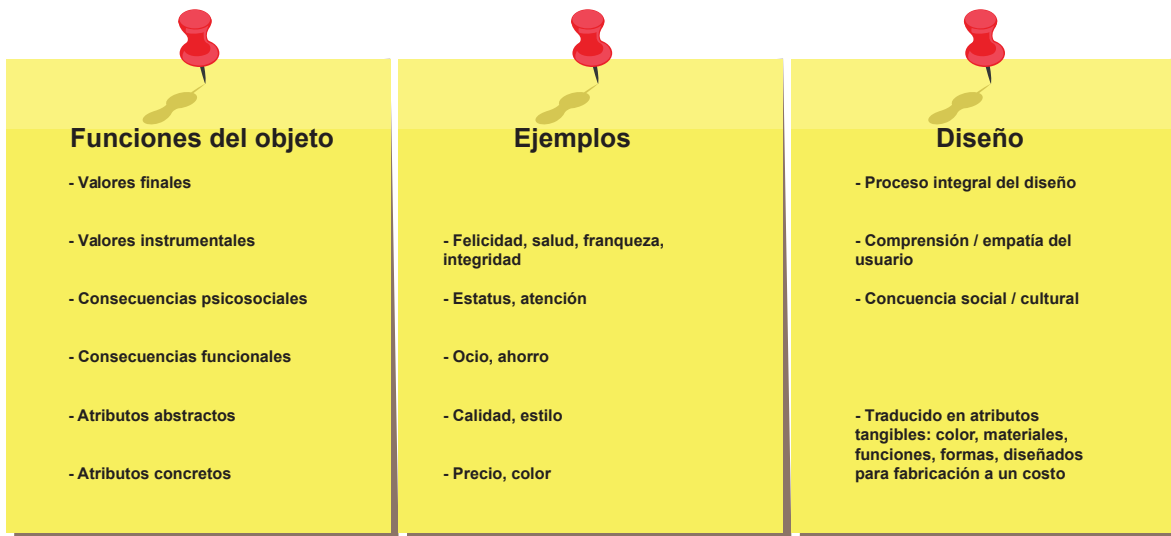 Funciones del objeto
- Valores finales
- Valores instrumentales
- Consecuencias psicosociales
- Consecuencias funcionales
- Atributos abstractos
- Atributos concretos
Ejemplos
- Felicidad, salud, franqueza,
integridad
- Estatus, atención
- Ocio, ahorro
- Calidad, estilo
- Precio, color
Diseño
- Proceso integral del diseño
- Comprensión / empatía del
usuario
- Concuencia social / cultural
- Traducido en atributos
tangibles: color, materiales,
funciones, formas, diseñados
para fabricación a un costo